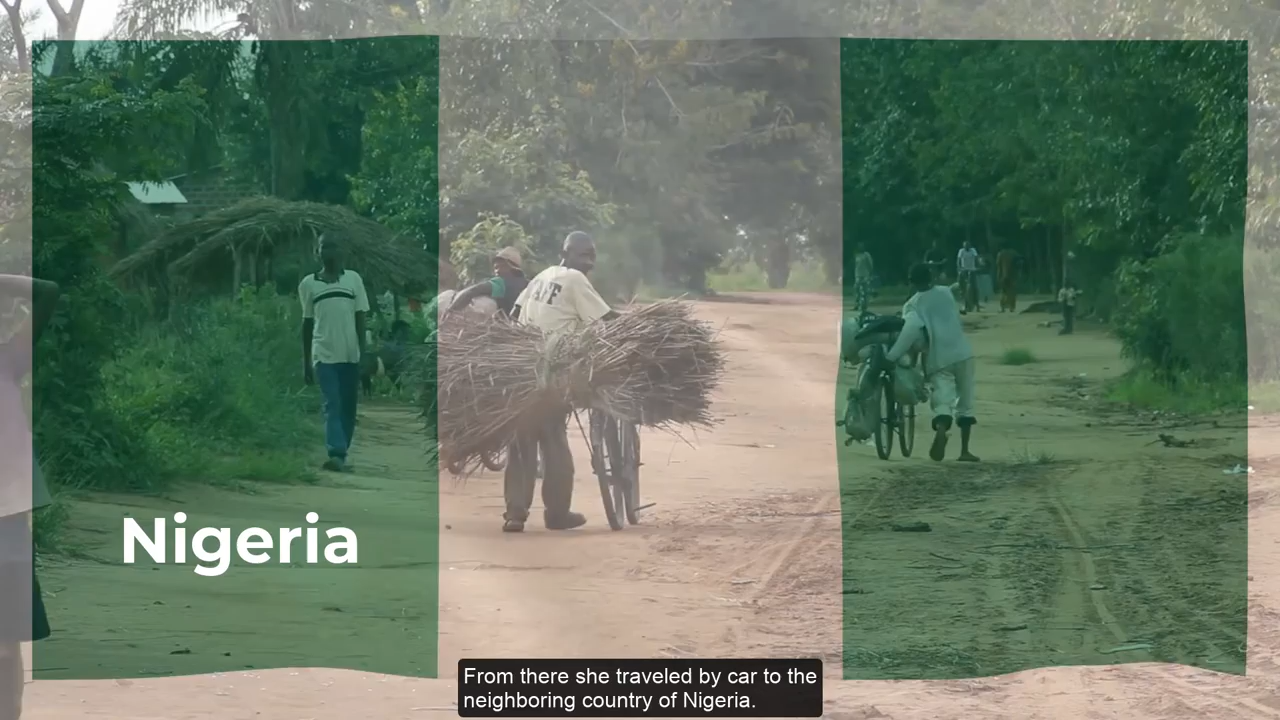 Nigeria
From there she traveled by car to the
neighboring country of Nigeria.